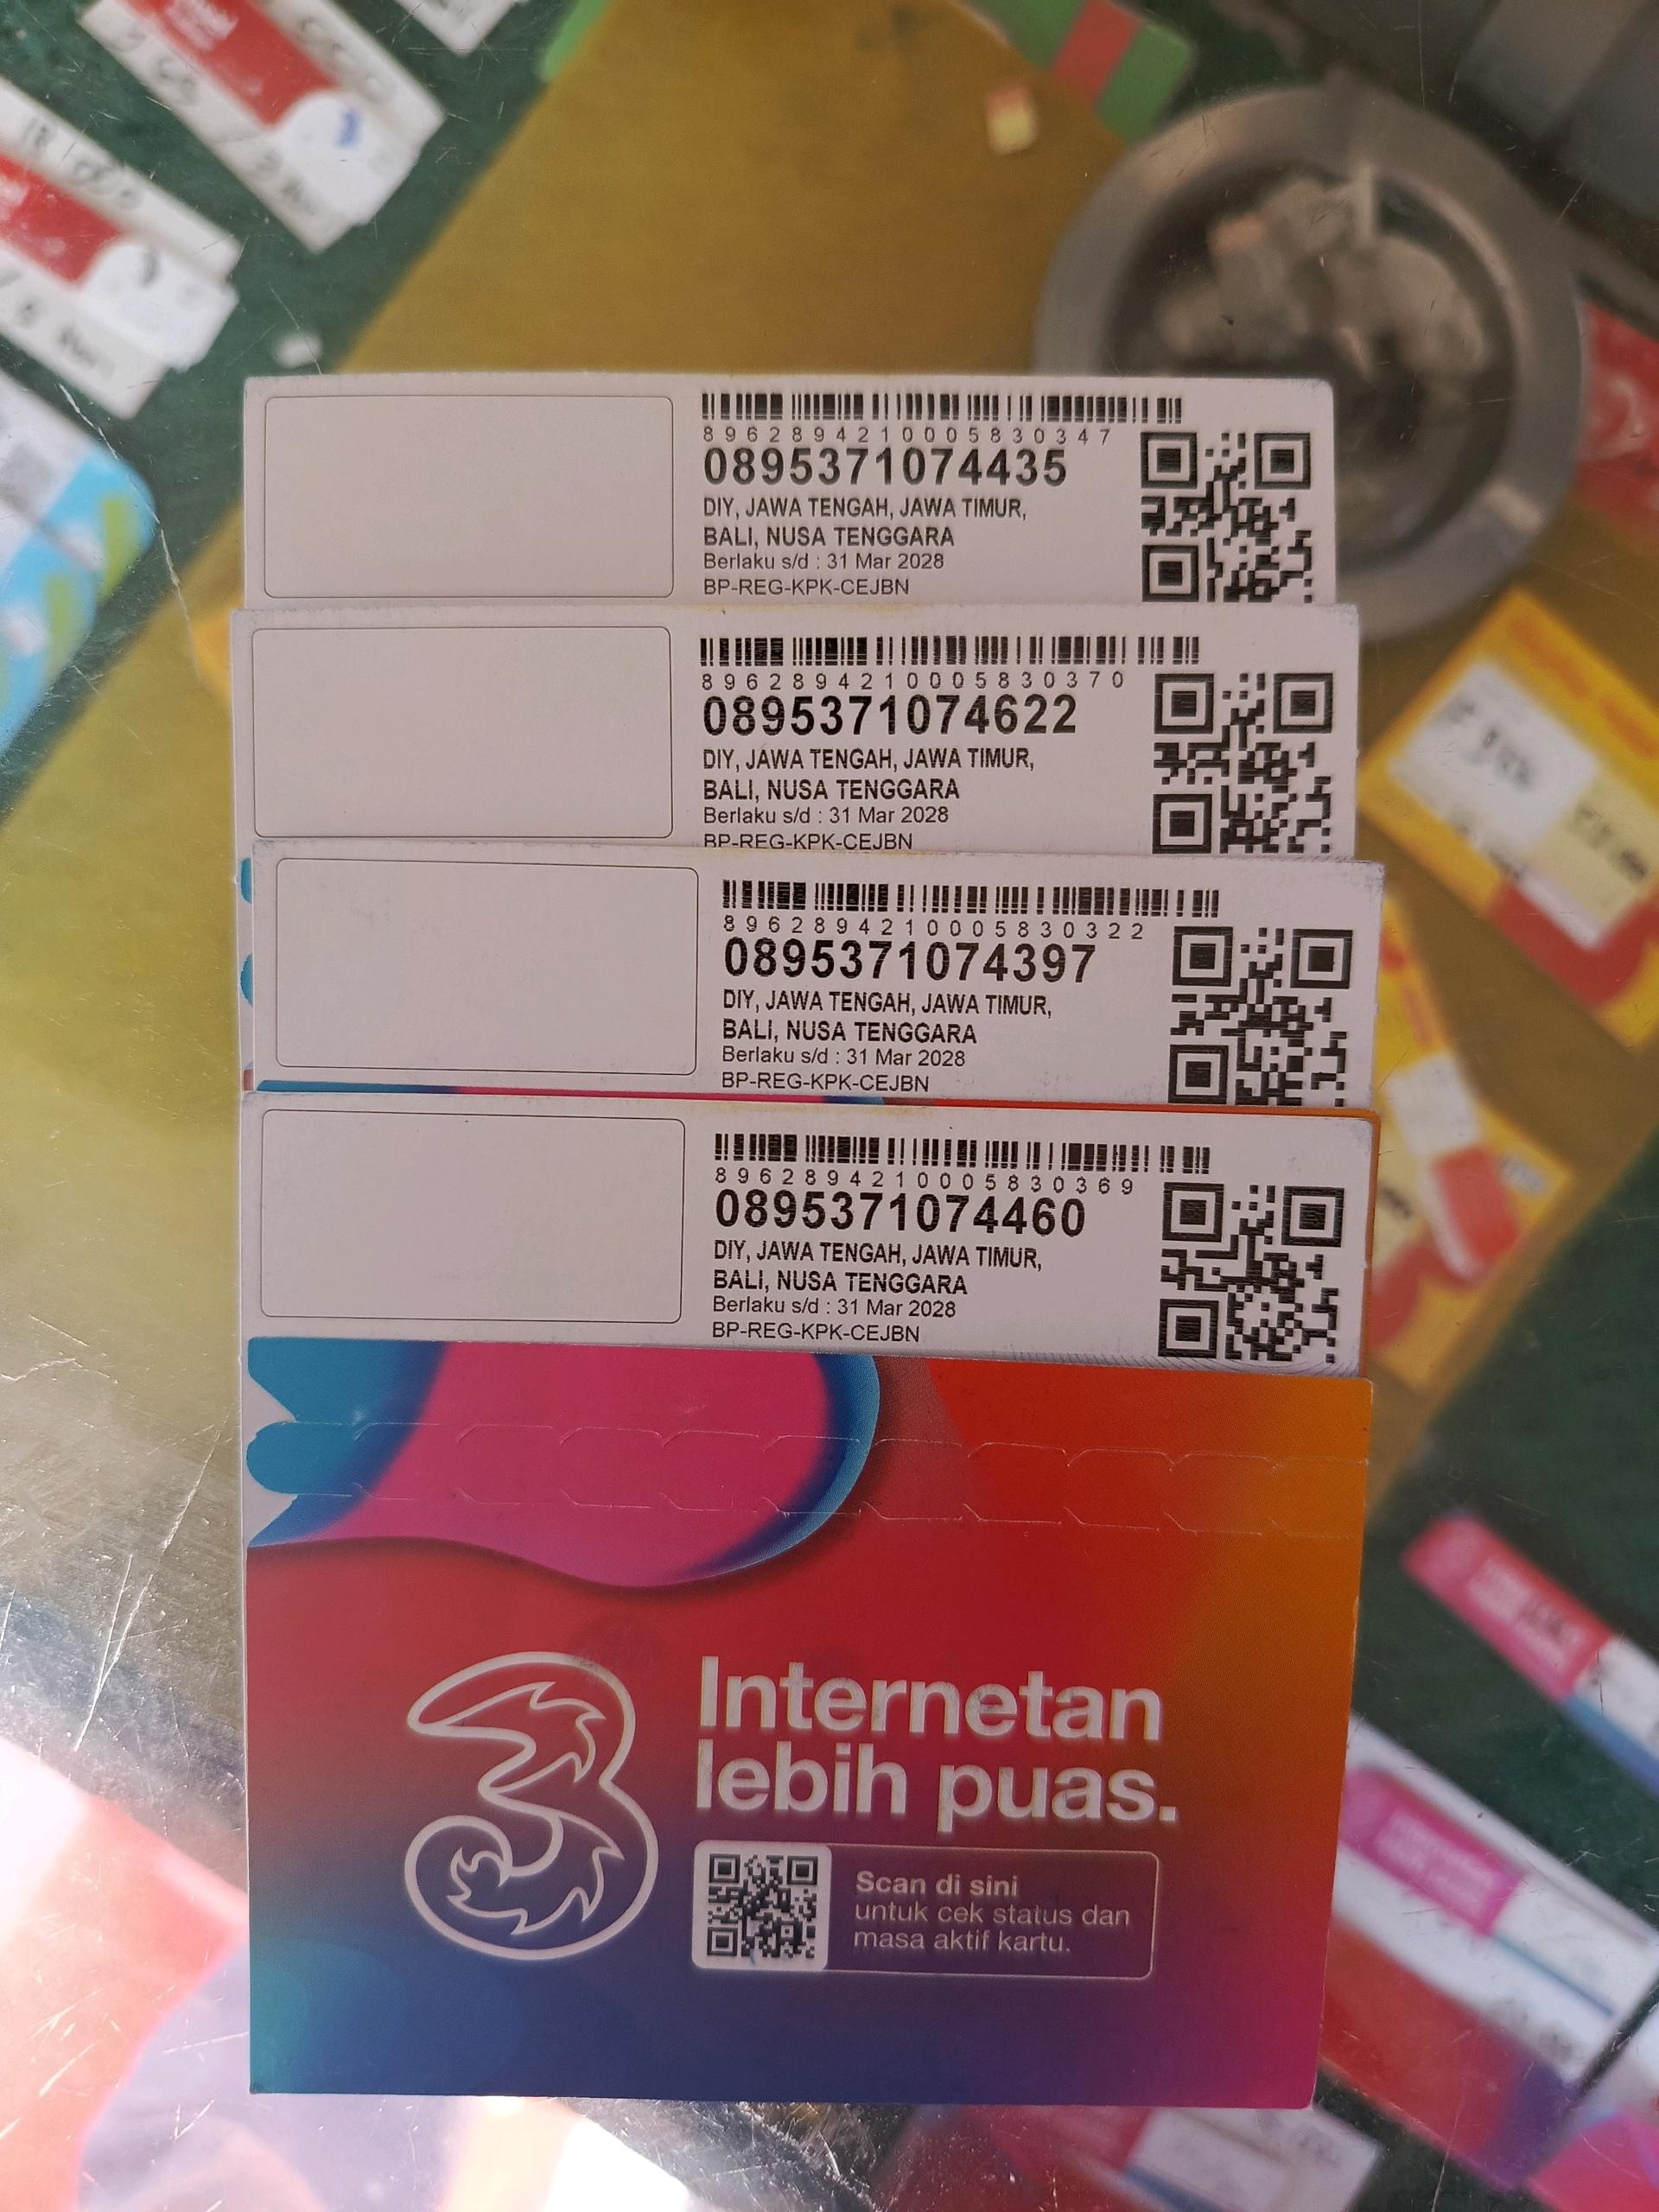 8962894210005830347
0895371074435
DIY, JAWA TENGAH, JAWA TIMUR,
BALI, NUSA TENGGARA
Berlaku s/d : 31 Mar 2028
BP-REG-KPK-CEJBN
8962894210005830370
0895371074622
DIY, JAWA TENGAH, JAWA TIMUR,
BALI, NUSA TENGGARA
Berlaku s/d : 31 Mar 2028
BP-REG-KPK-CEJBN
8962894210005830322
0895371074397
DIY, JAWA TENGAH, JAWA TIMUR,
BALI, NUSA TENGGARA
Berlaku s/d : 31 Mar 2028
BP-REG-KPK-CEJBN
8962894210005830369
0895371074460
DIY, JAWA TENGAH, JAWA TIMUR,
BALI, NUSA TENGGARA
Berlaku s/d : 31 Mar 2028
BP-REG-KPK-CEJBN
3
Internetan
lebih puas.
Scan di sini
untuk cek status dan
masa aktif kartu.